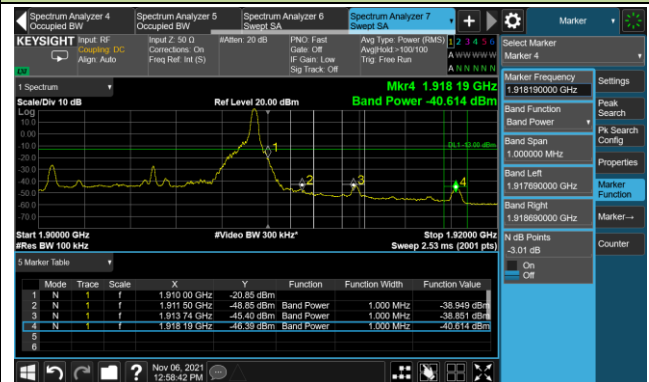 Spectrum Analyzer 4
Occupied BW
Spectrum Analyzer 5
Occupied BW
Spectrum Analyzer 6
Swept SA
Spectrum Analyzer 7
Swept SA
Marker
KEYSIGHT
Input: RF
Coupling: DC
Align: Auto
Input Z: 50 Ω
Corrections: On
Freq Ref: Int (S)
#Atten: 20 dB
PNO: Fast
Gate: Off
IF Gain: Low
Sig Track: Off
Avg Type: Power (RMS)
Avg|Hold:>100/100
Trig: Free Run
1 2 3 4 5 6
A W W W W W
A N N N N N
LXI
1 Spectrum
Scale/Div 10 dB
Ref Level 20.00 dBm
Mkr4 1.918 19 GHz
Band Power -40.614 dBm
Log
10.0
0.00
-10.0
-20.0
-30.0
-40.0
-50.0
-60.0
-70.0
DL1 -13.00 dBm
1
2
3
4
Start 1.90000 GHz
#Res BW 100 kHz
#Video BW 300 kHz*
Stop 1.92000 GHz
Sweep 2.53 ms (2001 pts)
5 Marker Table
Mode Trace Scale X Y Function Function Width Function Value
1 N 1 f 1.910 00 GHz -20.85 dBm
2 N 1 f 1.911 50 GHz -48.85 dBm Band Power 1.000 MHz -38.949 dBm
3 N 1 f 1.913 74 GHz -45.40 dBm Band Power 1.000 MHz -38.851 dBm
4 N 1 f 1.918 19 GHz -46.39 dBm Band Power 1.000 MHz -40.614 dBm
5
6
Nov 06, 2021
12:58:42 PM
Select Marker
Marker 4
Marker Frequency
1.918190000 GHz
Band Function
Band Power
Band Span
1.000000 MHz
Band Left
1.917690000 GHz
Band Right
1.918690000 GHz
N dB Points
-3.01 dB
On
Off
Settings
Peak
Search
Pk Search
Config
Properties
Marker
Function
Marker→
Counter